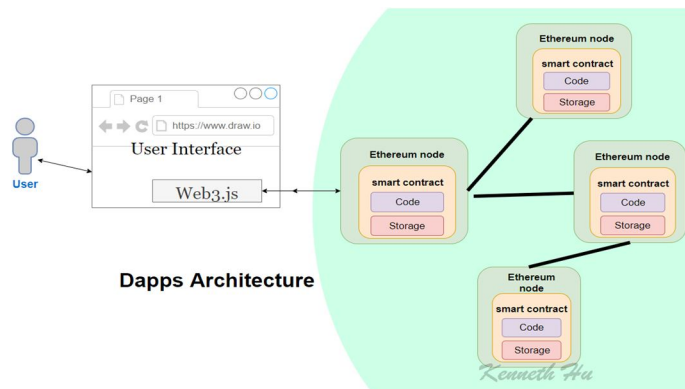 Page 1
https://www.draw.io
User Interface
Web3.js
User
Dapps Architecture
Ethereum node
smart contract
Code
Storage
Ethereum node
smart contract
Code
Storage
Ethereum node
smart contract
Code
Storage
Ethereum
node
smart contract
Code
Storage
Kenneth Hu